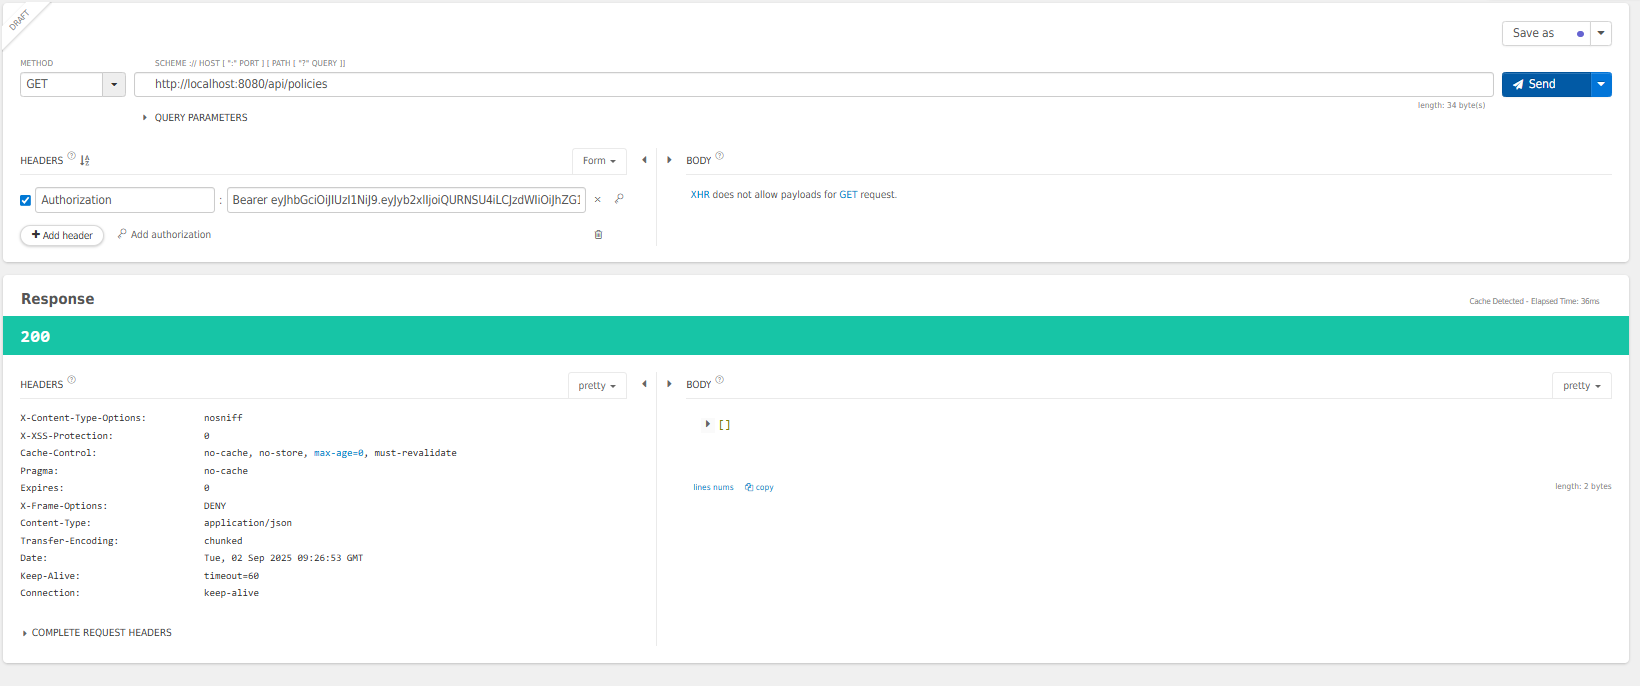 DRAFT
Save as
METHOD
SCHEME :// HOST [ ":" PORT ] [ PATH [ "?" QUERY ]]
GET
http://localhost:8080/api/policies
Send
length: 34 byte(s)
QUERY PARAMETERS
HEADERS ? A Z
Form
BODY ?
Authorization : Bearer eyJhbGciOiJIUzI1NiJ9.eyJyb2xlIjoiQURNSU4iLCJzdWIiOiJhZG1
XHR does not allow payloads for GET request.
+ Add header
Add authorization
Response
Cache Detected - Elapsed Time: 36ms
200
HEADERS ?
pretty
BODY ?
pretty
X-Content-Type-Options: nosniff
X-XSS-Protection: 0
Cache-Control: no-cache, no-store, max-age=0, must-revalidate
Pragma: no-cache
Expires: 0
X-Frame-Options: DENY
Content-Type: application/json
Transfer-Encoding: chunked
Date: Tue, 02 Sep 2025 09:26:53 GMT
Keep-Alive: timeout=60
Connection: keep-alive
[]
lines nums
copy
length: 2 bytes
COMPLETE REQUEST HEADERS